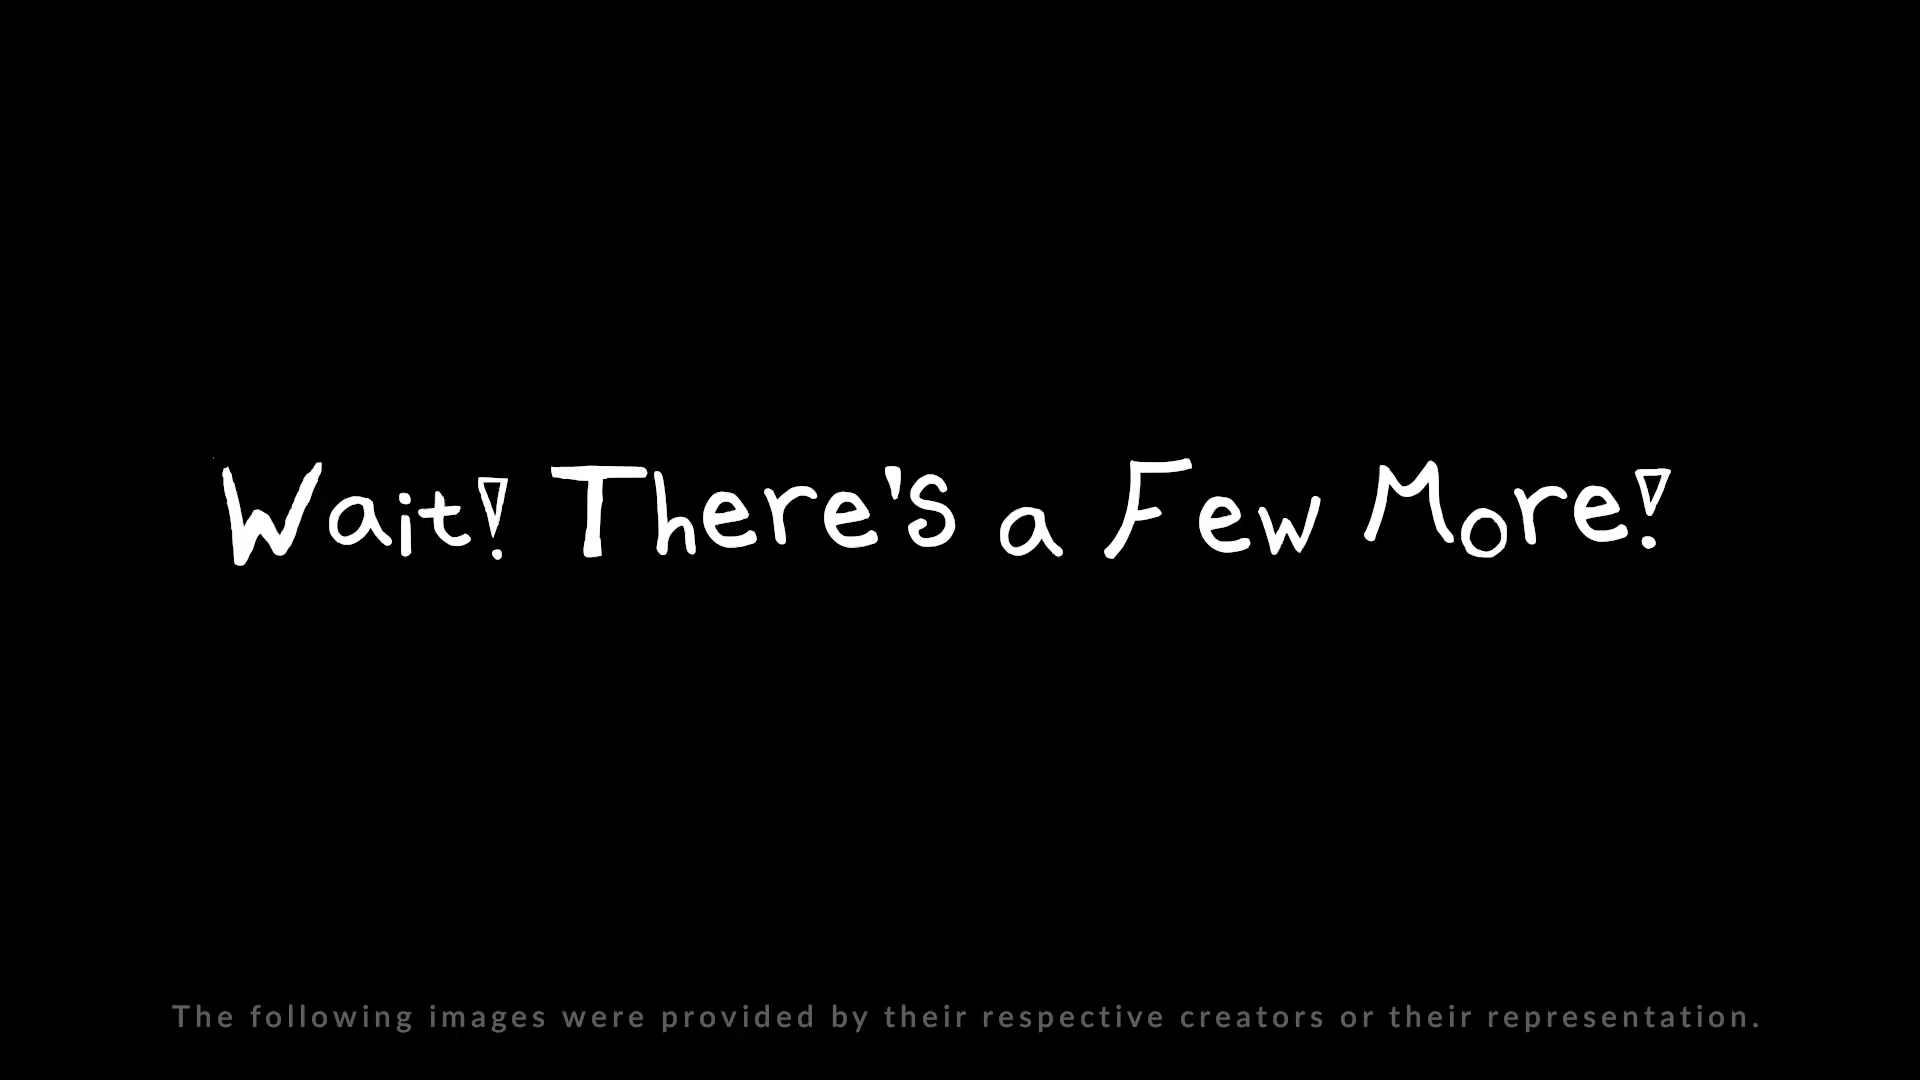 Wait! There's a Few More!
The following images were provided by their respective creators or their representation.